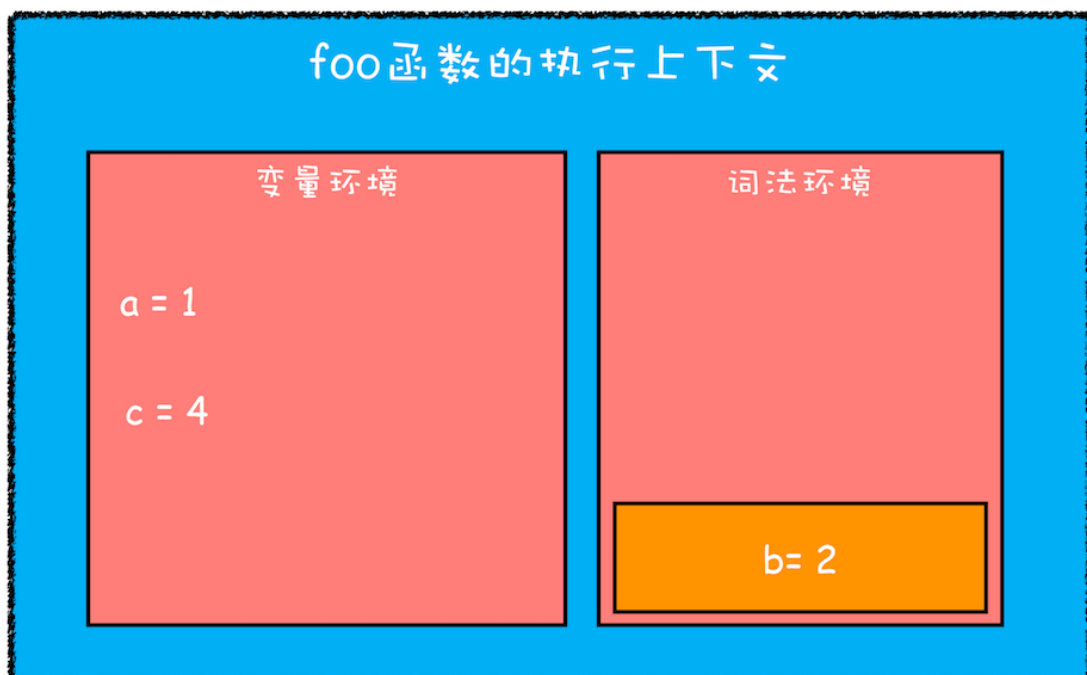 foo函数的执行上下文
变量环境
词法环境
a = 1
c = 4
b= 2